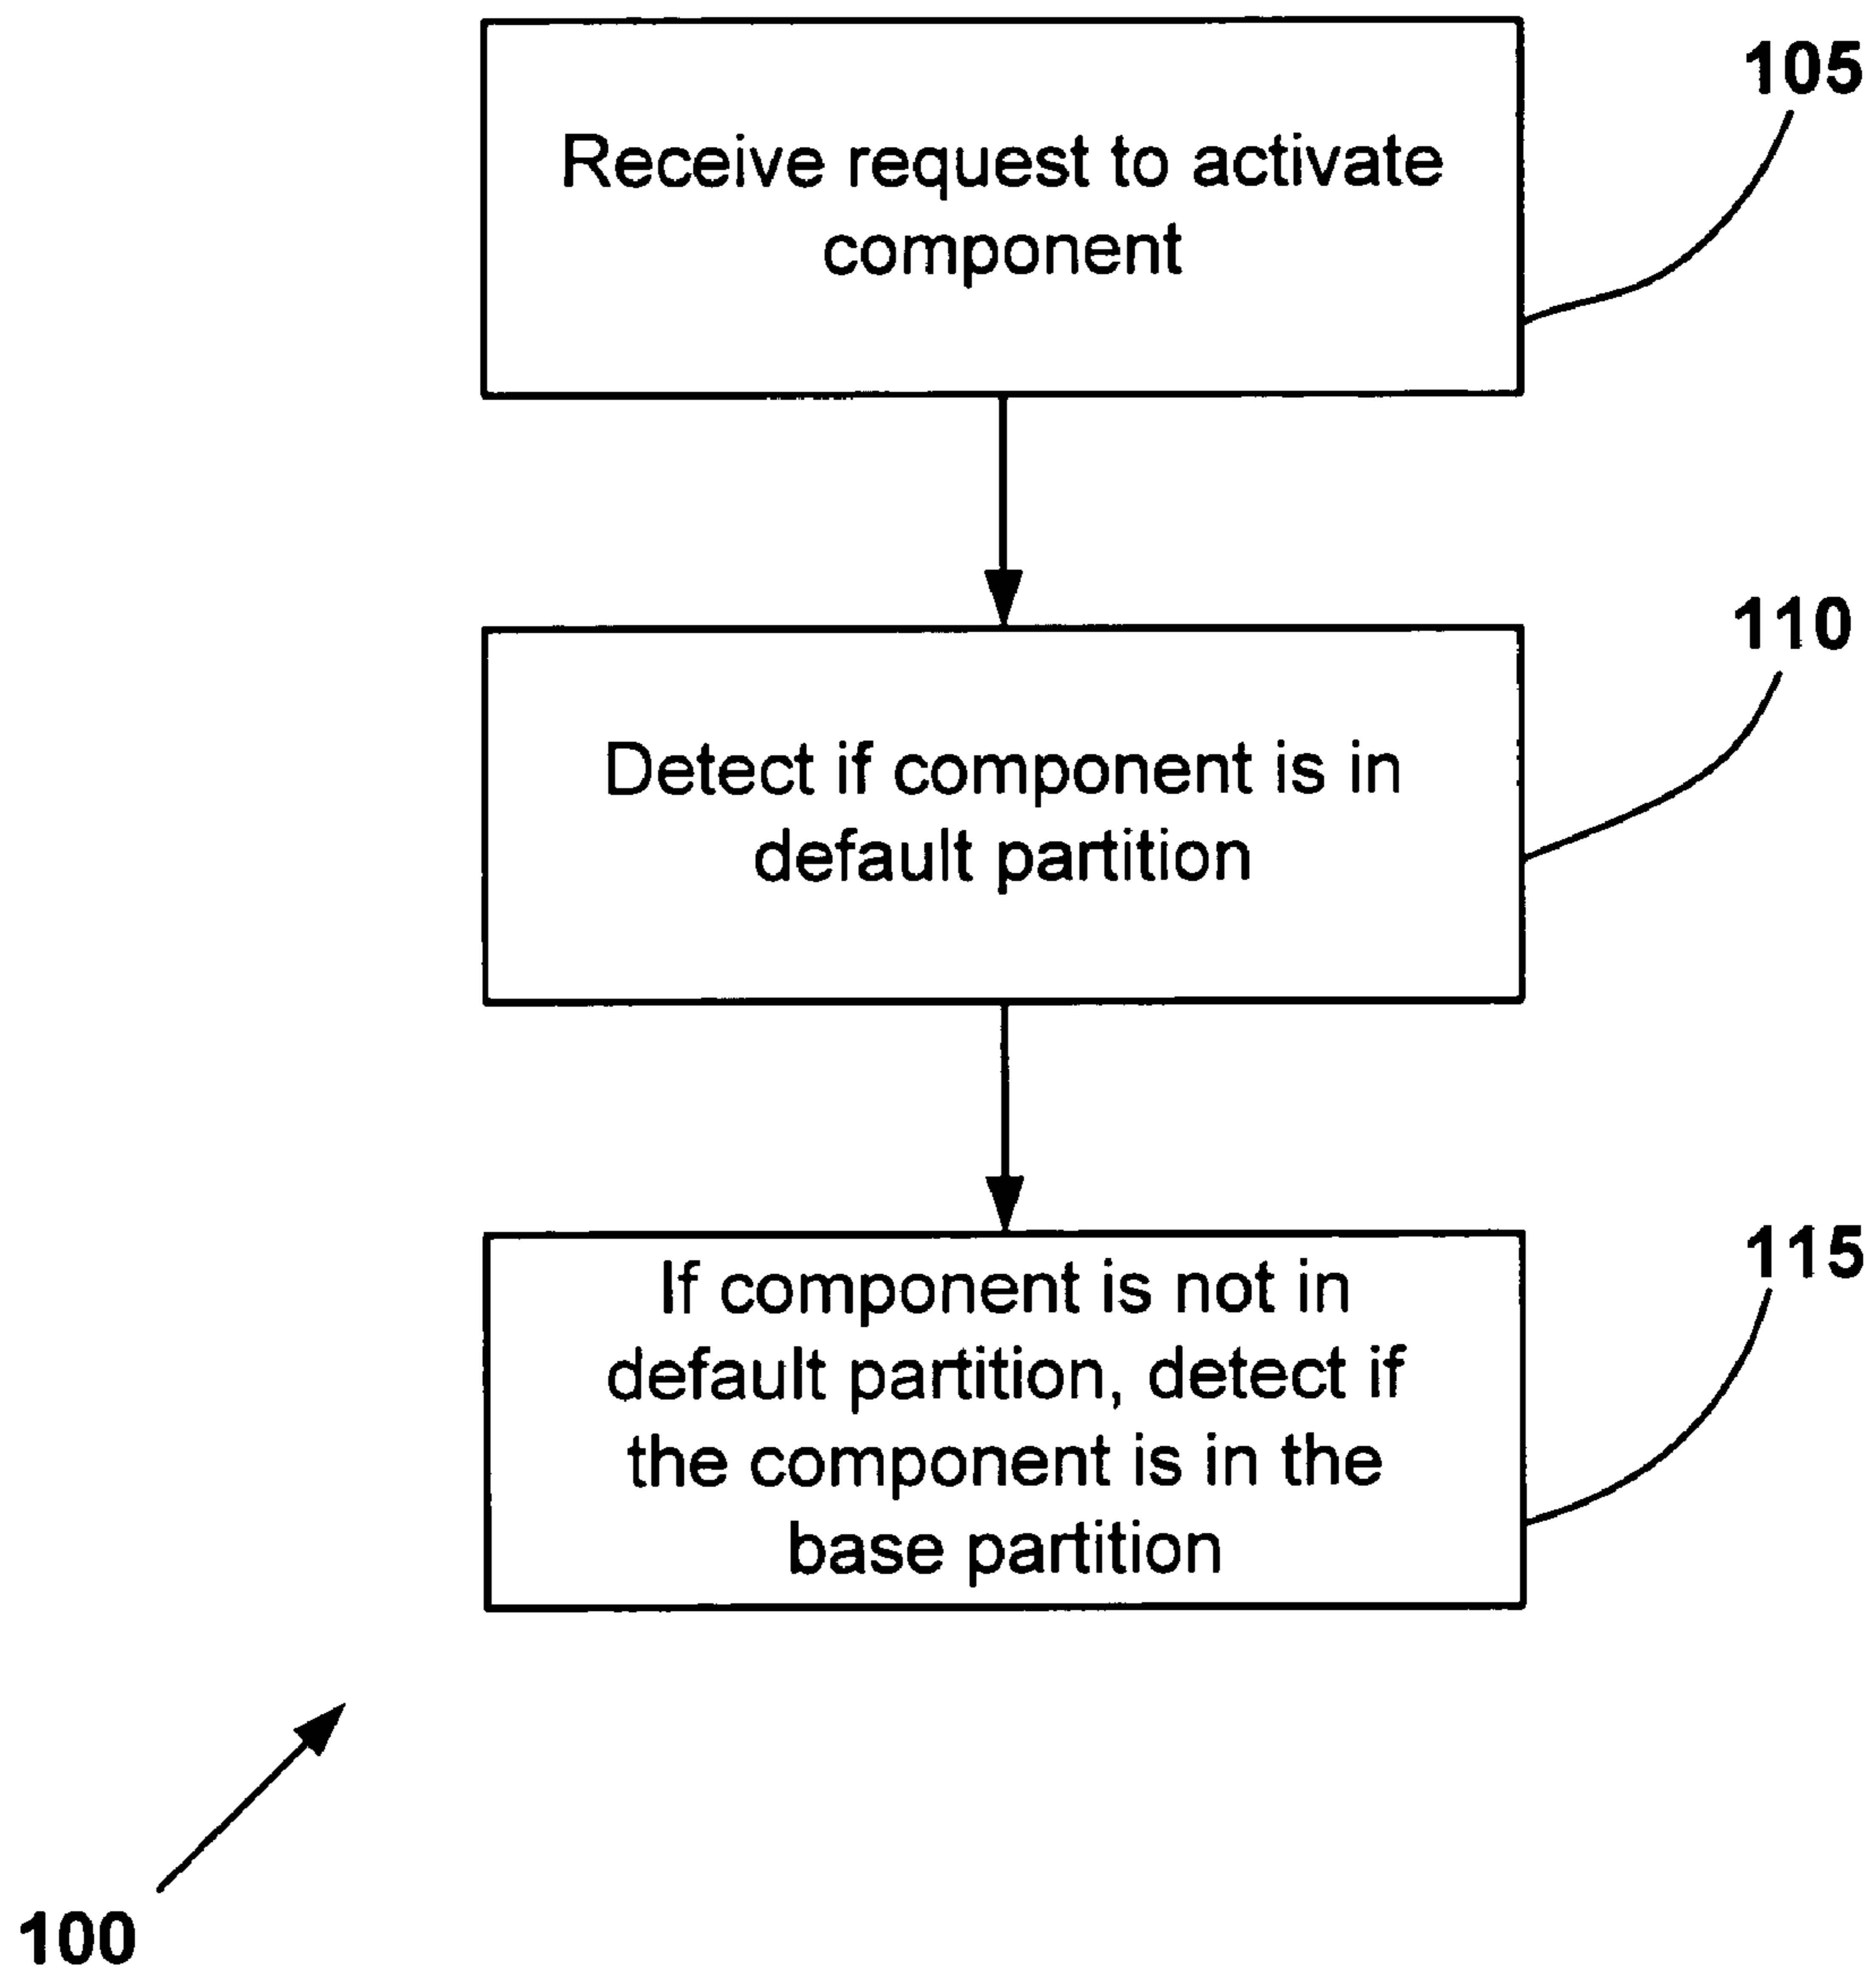 105
Receive request to activate
component
110
Detect if component is in
default partition
115
If component is not in
default partition, detect if
the component is in the
base partition
100